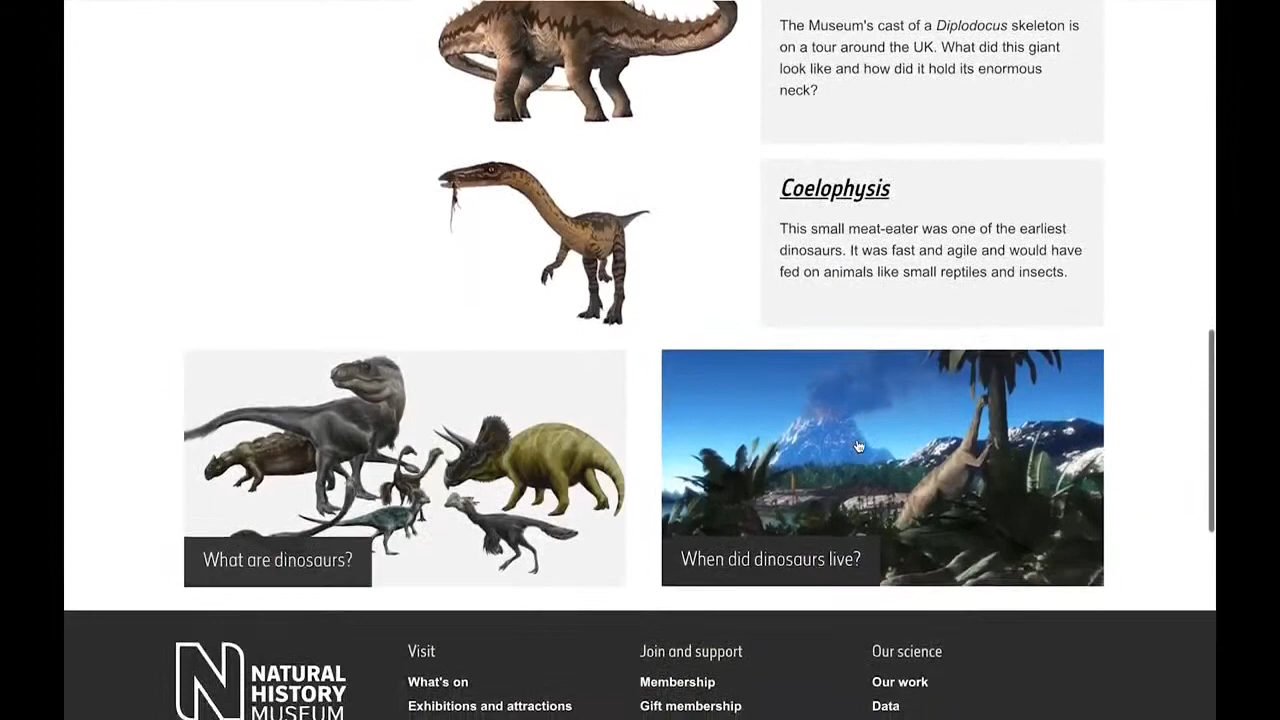 The Museum's cast of a Diplodocus skeleton is
on a tour around the UK. What did this giant
look like and how did it hold its enormous
neck?
Coelophysis
This small meat-eater was one of the earliest
dinosaurs. It was fast and agile and would have
fed on animals like small reptiles and insects.
What are dinosaurs?
When did dinosaurs live?
NATURAL
HISTORY
MUSEUM
Visit
What's on
Exhibitions and attractions
Join and support
Membership
Gift membership
Our science
Our work
Data